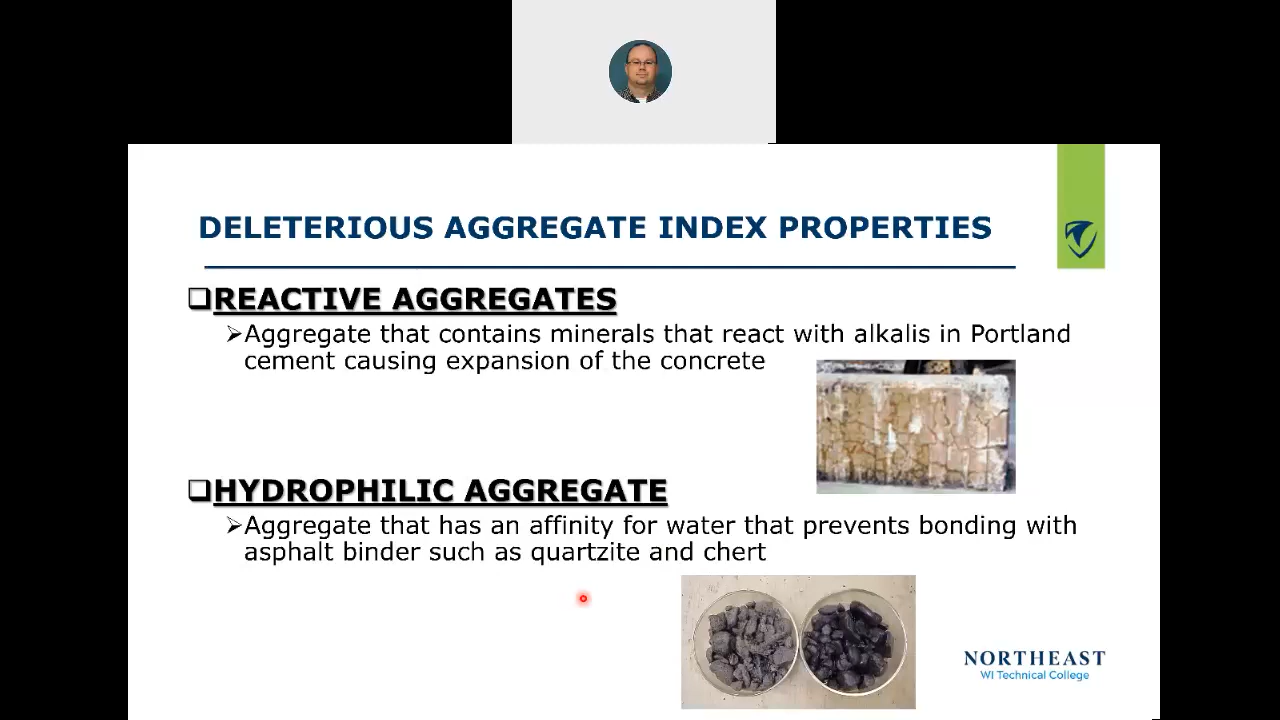 DELETERIOUS AGGREGATE INDEX PROPERTIES
❑REACTIVE AGGREGATES
➢Aggregate that contains minerals that react with alkalis in Portland
cement causing expansion of the concrete
❑HYDROPHILIC AGGREGATE
➢Aggregate that has an affinity for water that prevents bonding with
asphalt binder such as quartzite and chert
NORTHEAST
WI Technical College